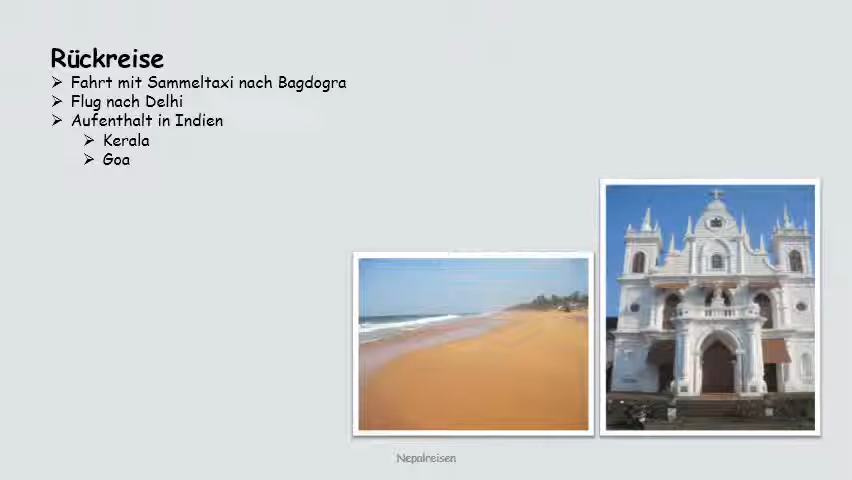 Rückreise
Fahrt mit Sammeltaxi nach Bagdogra
Flug nach Delhi
Aufenthalt in Indien
Kerala
Goa
Nepalreisen